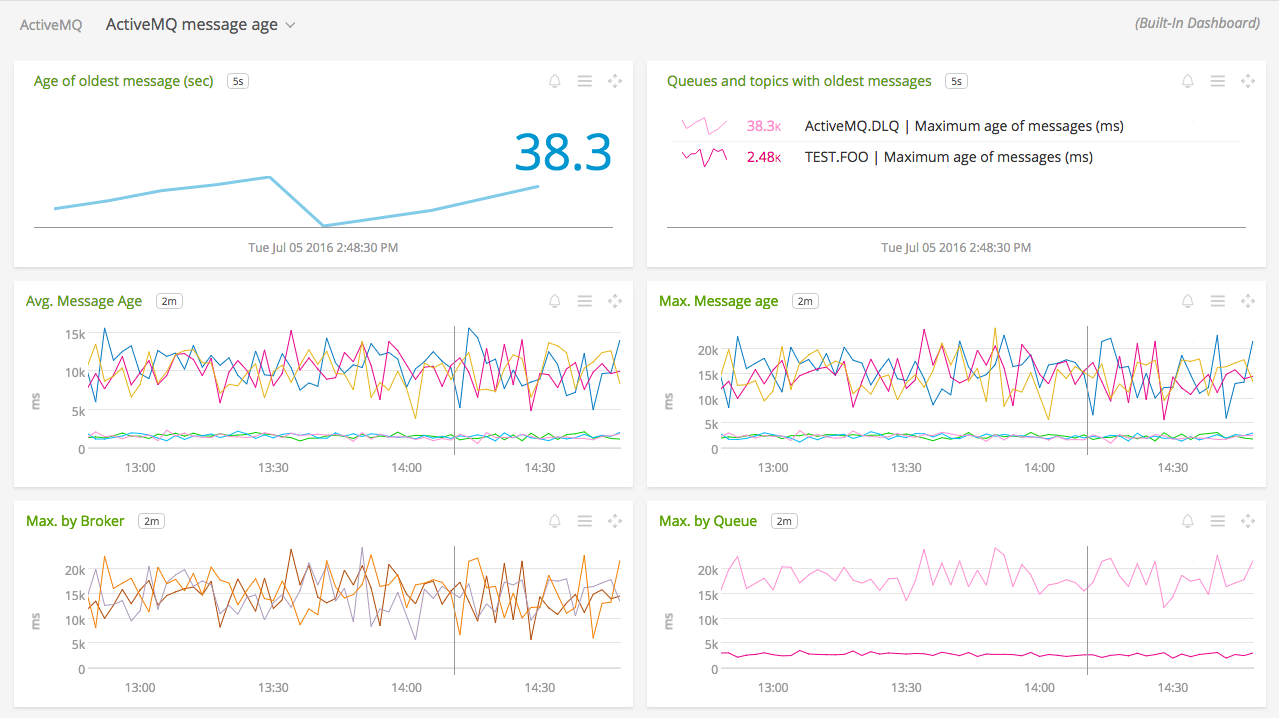 ActiveMQ ActiveMQ message age (Built-In Dashboard)
Age of oldest message (sec) 5s
38.3
Tue Jul 05 2016 2:48:30 PM
Queues and topics with oldest messages 5s
38.3K ActiveMQ.DLQ | Maximum age of messages (ms)
2.48K TEST.FOO | Maximum age of messages (ms)
Tue Jul 05 2016 2:48:30 PM
Avg. Message Age 2m
ms
15k
10k
5k
0
13:00 13:30 14:00 14:30
Max. Message age 2m
ms
20k
15k
10k
5k
0
13:00 13:30 14:00 14:30
Max. by Broker 2m
ms
20k
15k
10k
5k
0
13:00 13:30 14:00 14:30
Max. by Queue 2m
ms
20k
15k
10k
5k
0
13:00 13:30 14:00 14:30